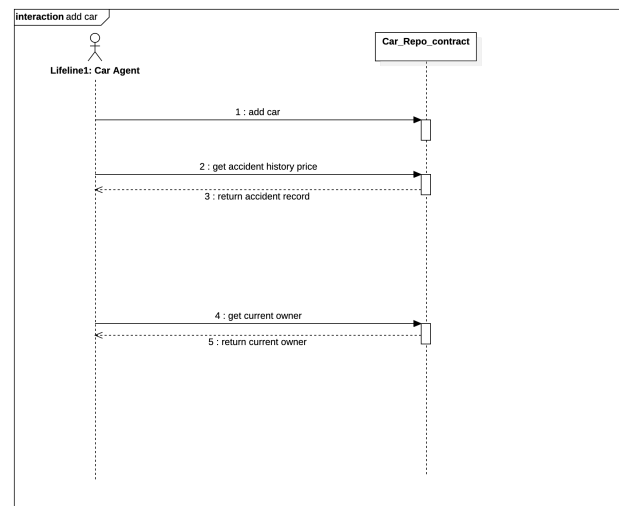 interaction add car
Car_Repo_contract
Lifeline1: Car Agent
1 : add car
2 : get accident history price
3 : return accident record
4 : get current owner
5 : return current owner